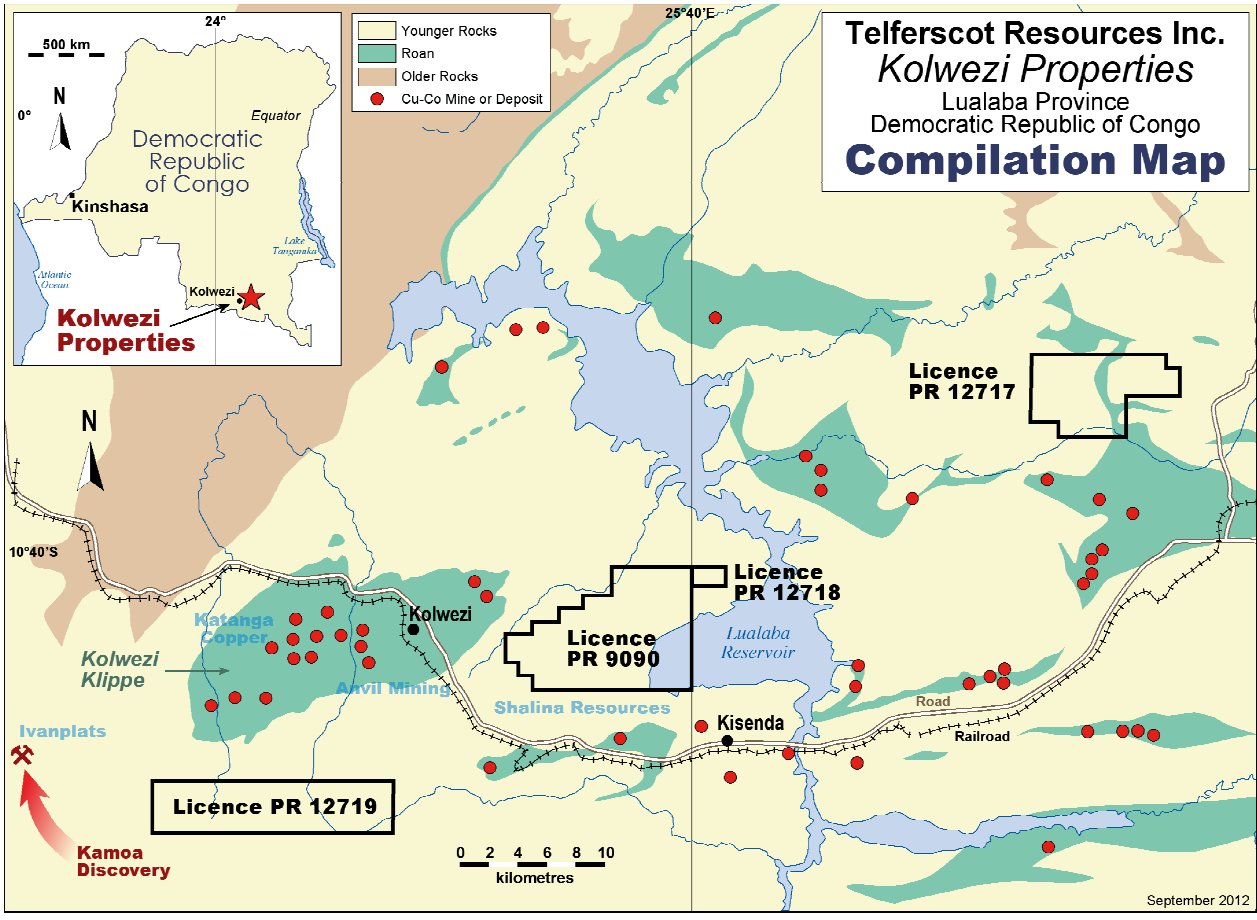 24°
500 km
N
0°
Equator
Democratic
Republic
of Congo
Kinshasa
Lake
Tanganika
Atlantic
Ocean
Kolwezi
Kolwezi
Properties
Younger Rocks
Roan
Older Rocks
Cu-Co Mine or Deposit
25°40'E
Telferscot Resources Inc.
Kolwezi Properties
Lualaba Province
Democratic Republic of Congo
Compilation Map
Licence
PR 12717
N
10°40'S
Licence
PR 12718
Katanga
Copper
Kolwezi
Licence
PR 9090
Lualaba
Reservoir
Kolwezi
Klippe
Anvil Mining
Shalina Resources
Road
Ivanplats
Kisenda
Railroad
Licence PR 12719
Kamoa
Discovery
0 2 4 6 8 10
kilometres
September 2012